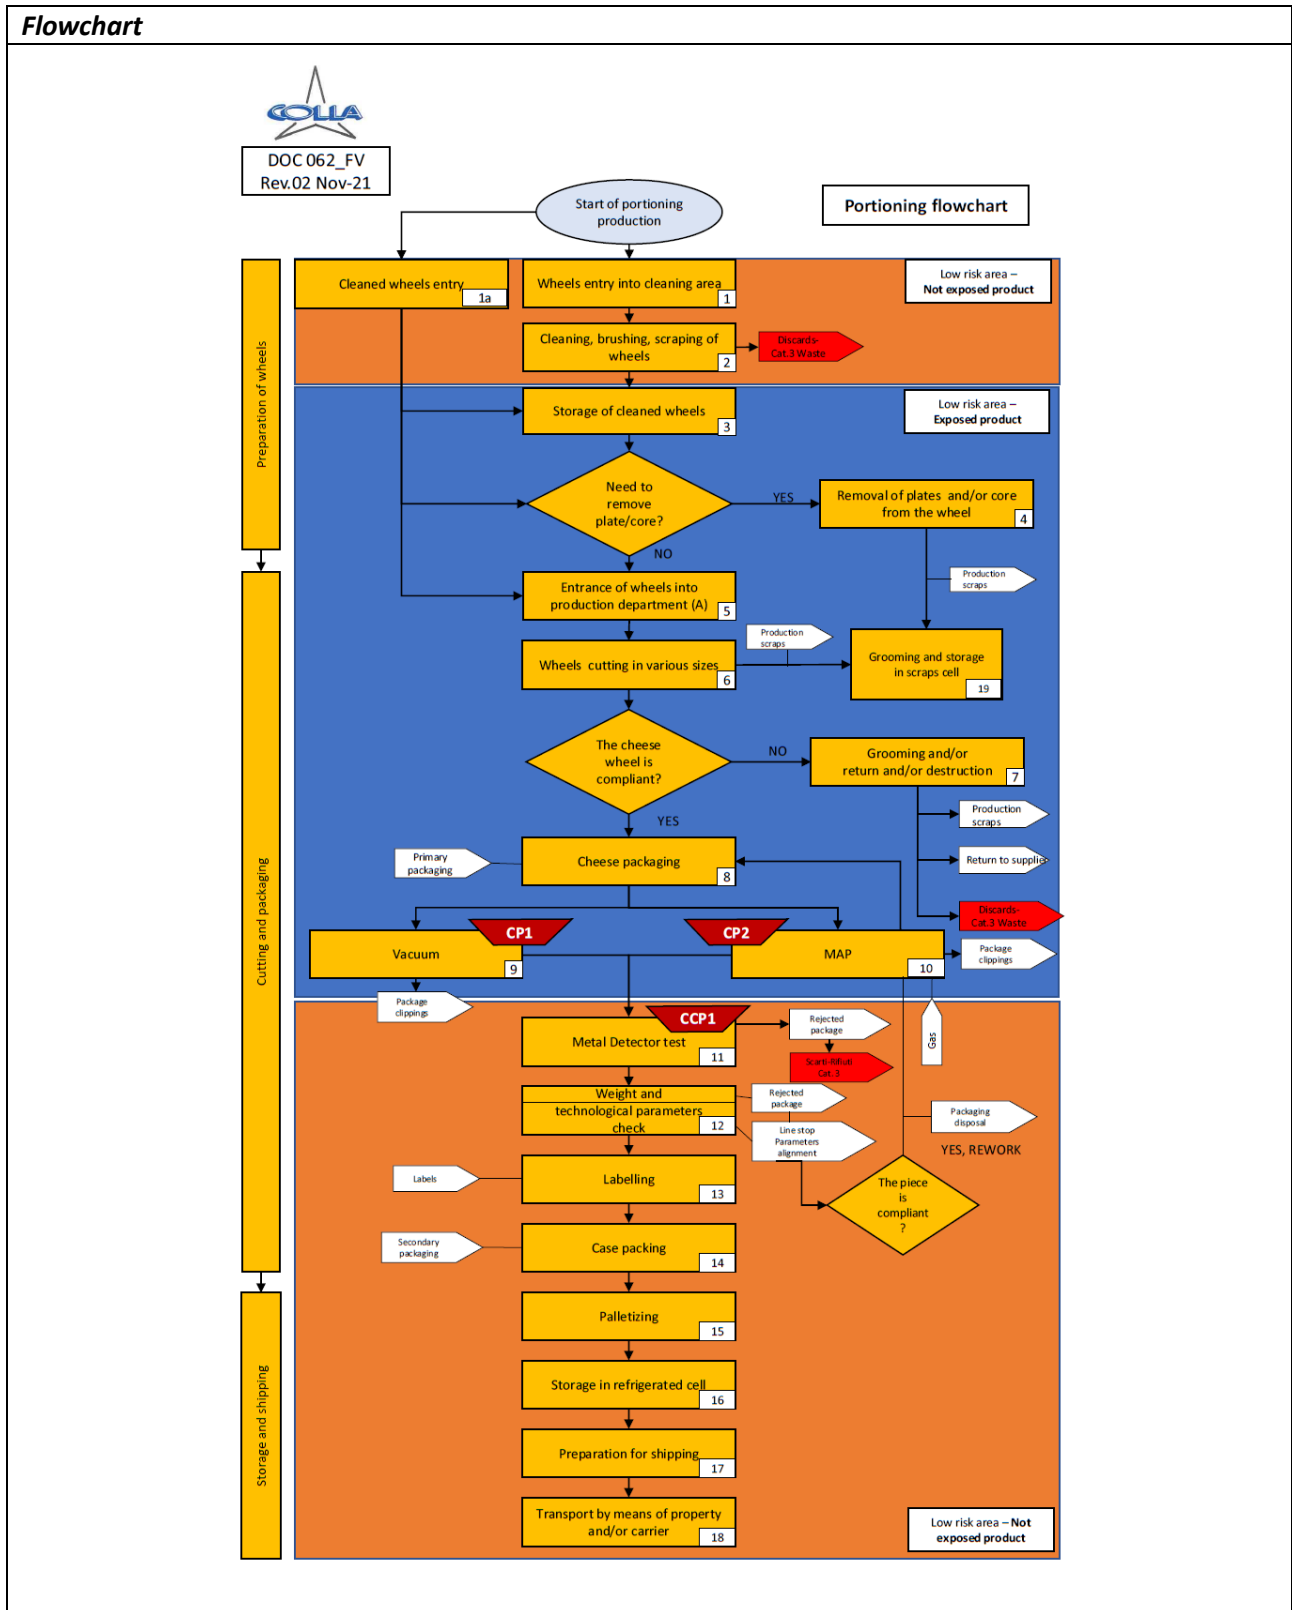 Flowchart
COLLA
DOC 062_FV
Rev.02 Nov-21
Start of portioning
production
Portioning flowchart
Cleaned wheels entry
1a
Wheels entry into cleaning area
1
Low risk area –
Not exposed product
Cleaning, brushing, scraping of
wheels
2
Discards-
Cat.3 Waste
Preparation of wheels
Storage of cleaned wheels
3
Low risk area –
Exposed product
Need to
remove
plate/core?
YES
Removal of plates and/or core
from the wheel
4
NO
Production
scraps
Entrance of wheels into
production department (A)
5
Production
scraps
Wheels cutting in various sizes
6
Grooming and storage
in scraps cell
19
The cheese
wheel is
compliant?
NO
Grooming and/or
return and/or destruction
7
YES
Production
scraps
Primary
packaging
Cheese packaging
8
Return to supplier
Discards-
Cat.3 Waste
Cutting and packaging
CP1
CP2
Vacuum
9
MAP
10
Package
clippings
Package
clippings
Gas
CCP1
Metal Detector test
11
Rejected
package
Scarti-Rifiuti
Cat. 3
Weight and
technological parameters
check
12
Rejected
package
Line stop
Parameters
alignment
Packaging
disposal
YES, REWORK
Labels
Labelling
13
The piece
is
compliant
?
Secondary
packaging
Case packing
14
Palletizing
15
Storage in refrigerated cell
16
Storage and shipping
Preparation for shipping
17
Transport by means of property
and/or carrier
18
Low risk area – Not
exposed product